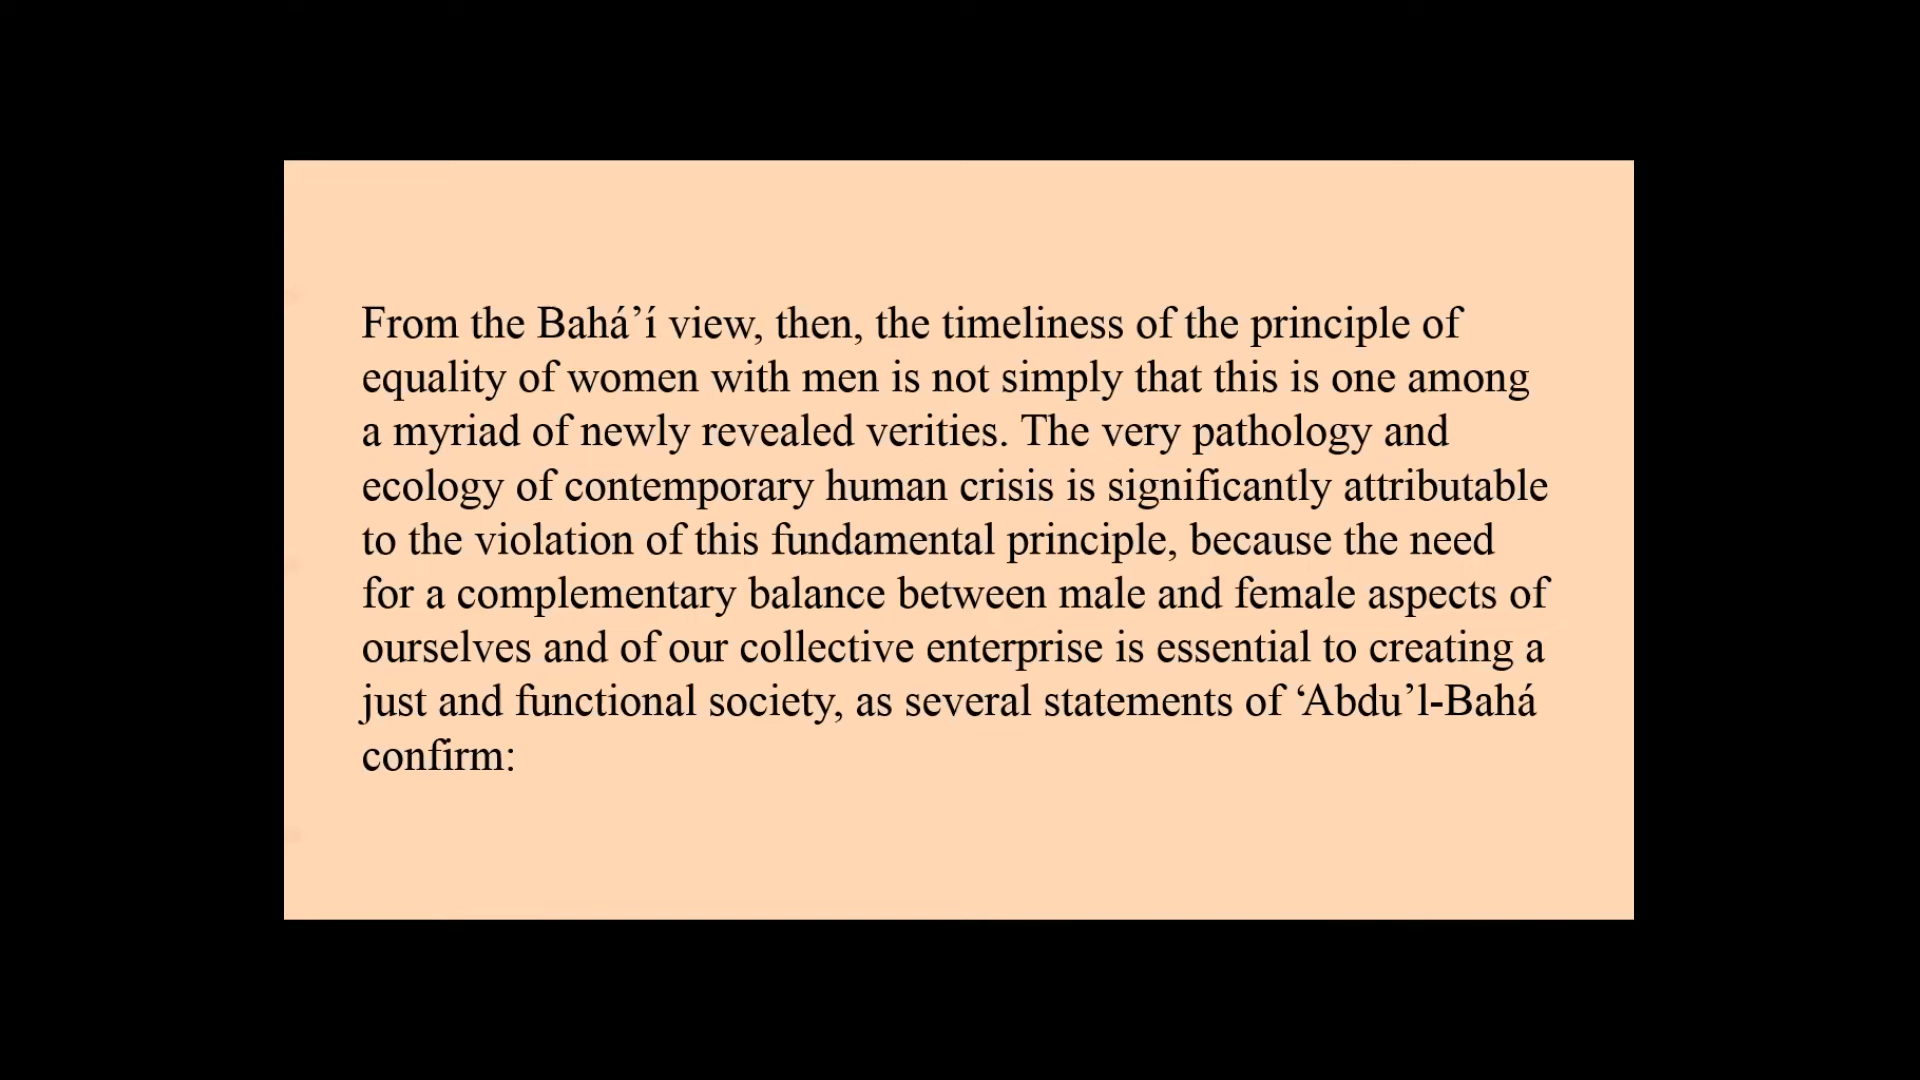 From the Bahá’í view, then, the timeliness of the principle of
equality of women with men is not simply that this is one among
a myriad of newly revealed verities. The very pathology and
ecology of contemporary human crisis is significantly attributable
to the violation of this fundamental principle, because the need
for a complementary balance between male and female aspects of
ourselves and of our collective enterprise is essential to creating a
just and functional society, as several statements of ‘Abdu’l-Bahá
confirm: